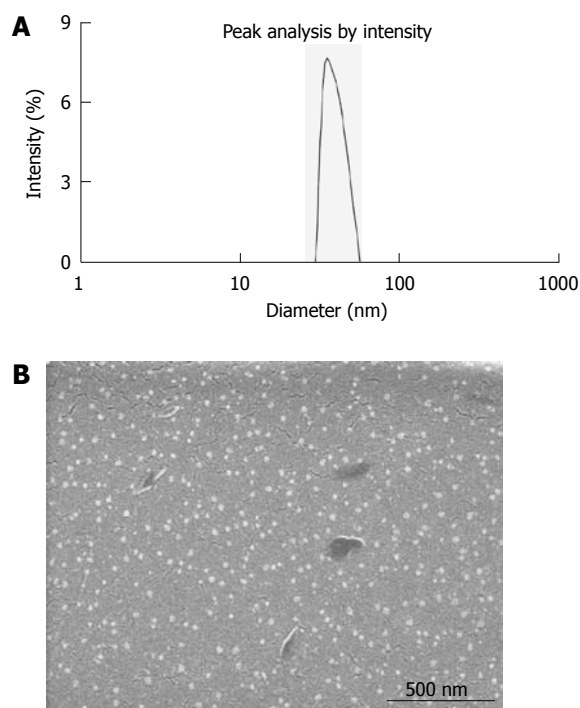 A
Peak analysis by intensity
9
6
3
0
Intensity (%)
1 10 100 1000
Diameter (nm)
B
500 nm